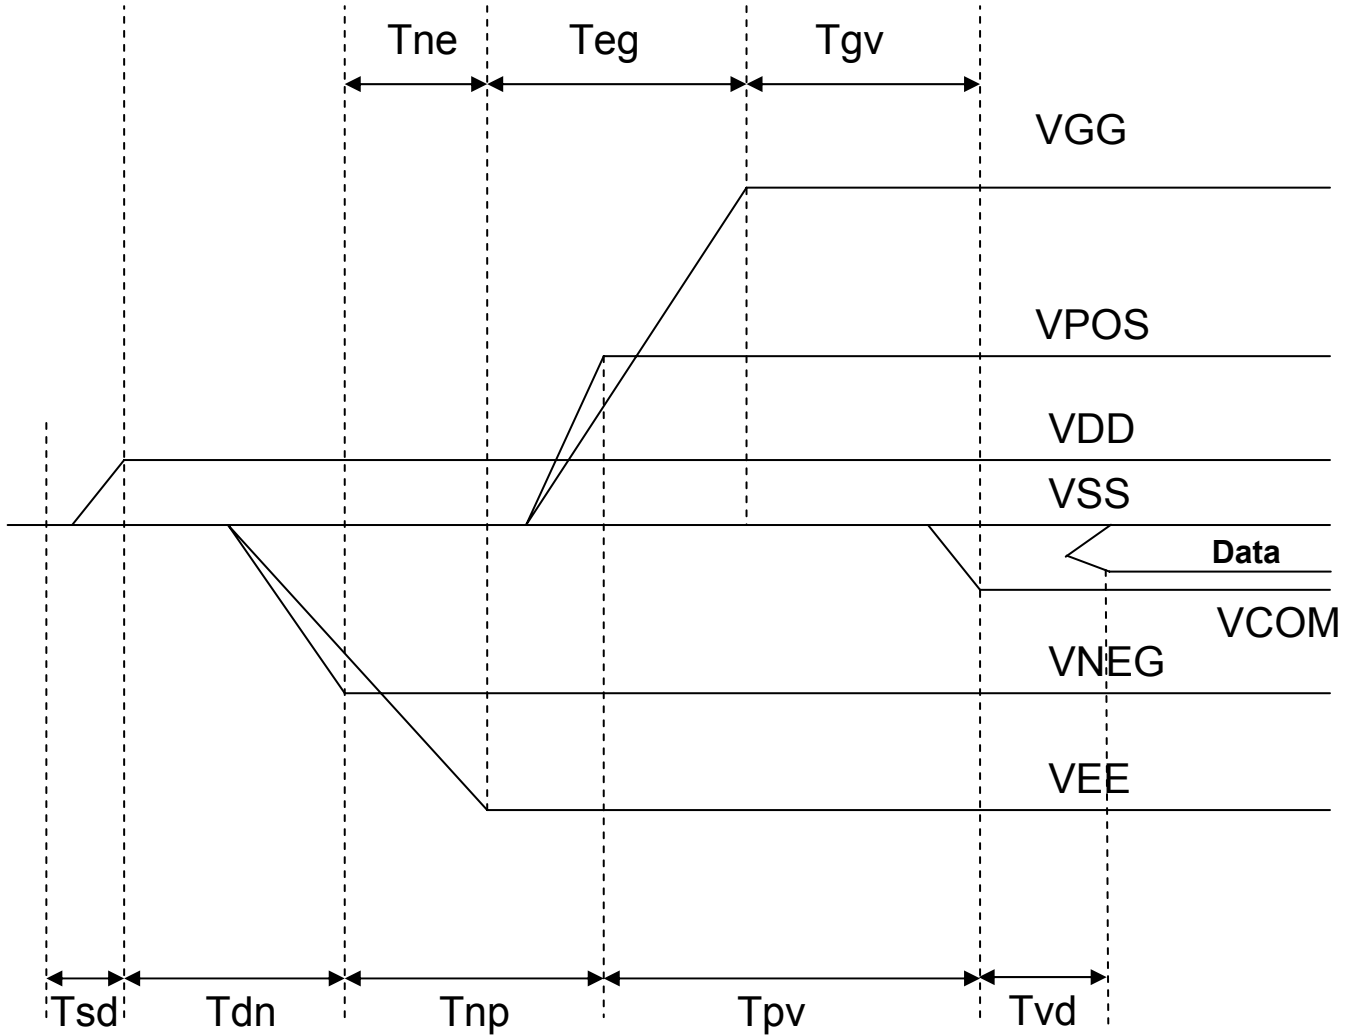 Tne
Teg
Tgv
VGG
VPOS
VDD
VSS
Data
VCOM
VNEG
VEE
Tsd
Tdn
Tnp
Tpv
Tvd